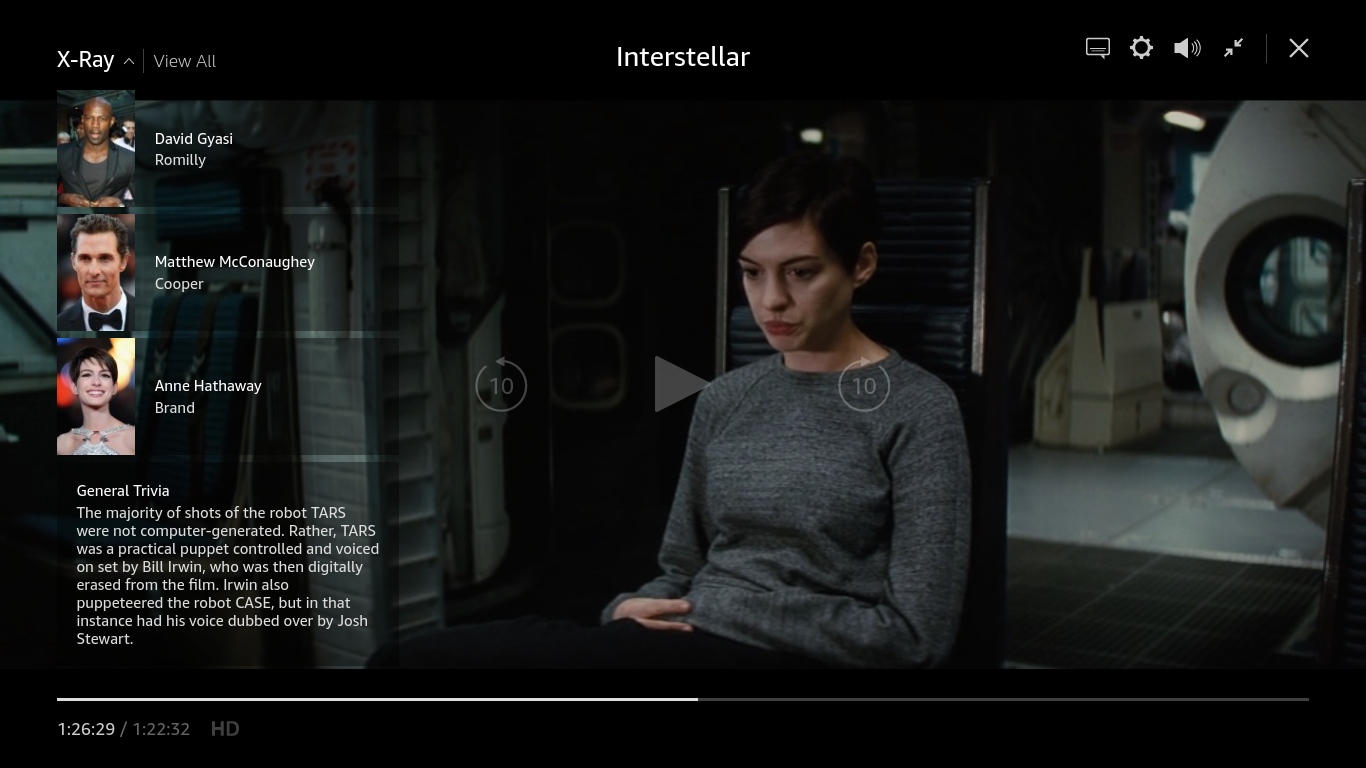 X-Ray
View All
Interstellar
David Gyasi
Romilly
Matthew McConaughey
Cooper
Anne Hathaway
Brand
10
10
General Trivia
The majority of shots of the robot TARS
were not computer-generated. Rather, TARS
was a practical puppet controlled and voiced
on set by Bill Irwin, who was then digitally
erased from the film. Irwin also
puppeteered the robot CASE, but in that
instance had his voice dubbed over by Josh
Stewart.
1:26:29 / 1:22:32 HD